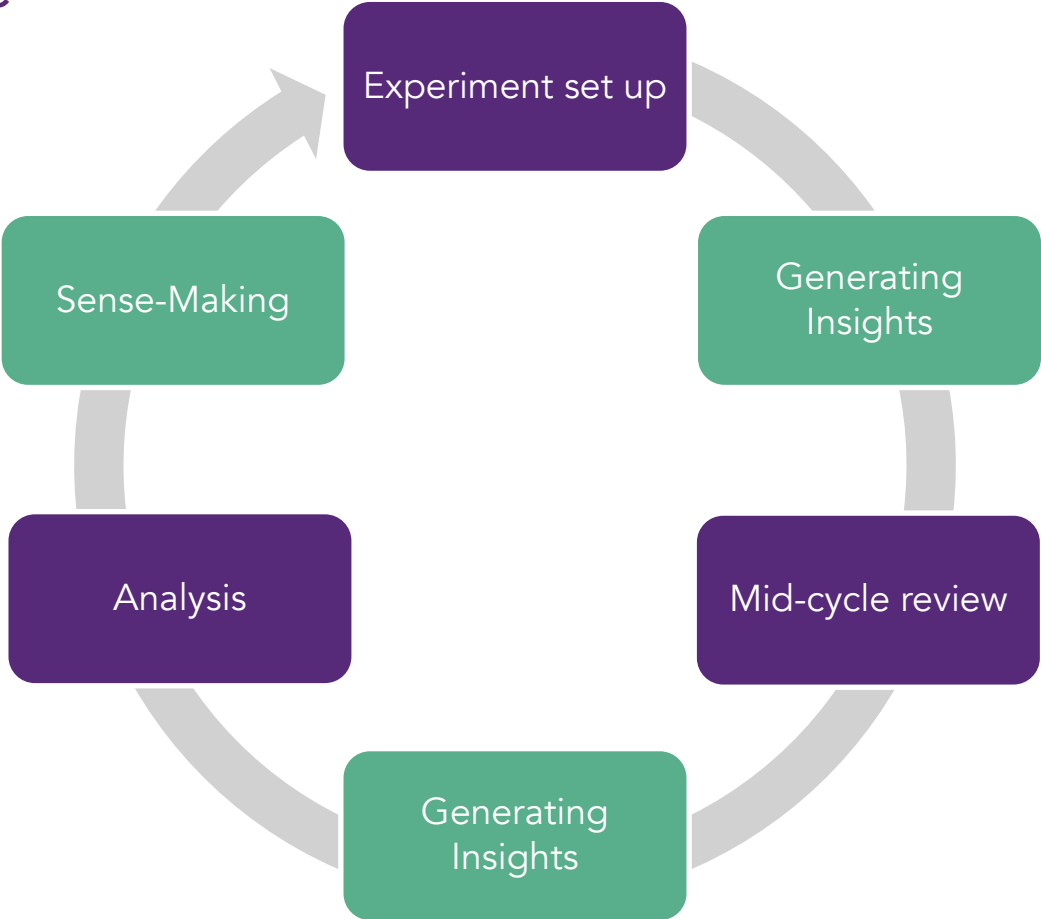 Experiment set up
Generating
Insights
Mid-cycle review
Generating
Insights
Analysis
Sense-Making